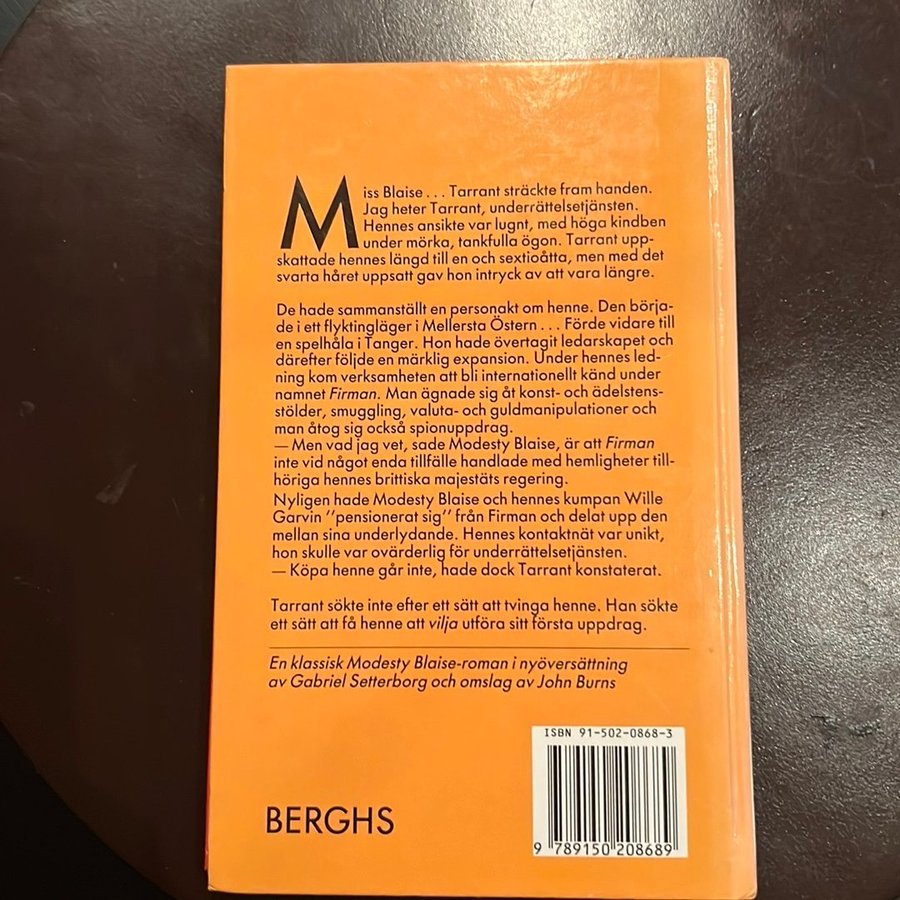 Miss Blaise . . . Tarrant sträckte fram handen.
Jag heter Tarrant, underrättelsetjänsten.
Hennes ansikte var lugnt, med höga kindben
under mörka, tankfulla ögon. Tarrant upp-
skattade hennes längd till en och sextioåtta, men med det
svarta håret uppsatt gav hon intryck av att vara längre.
De hade sammanställt en personakt om henne. Den börja-
de i ett flyktingläger i Mellersta Östern . . . Förde vidare till
en spelhåla i Tanger. Hon hade övertagit ledarskapet och
därefter följde en märklig expansion. Under hennes led-
ning kom verksamheten att bli internationellt känd under
namnet Firman. Man ägnade sig åt konst- och ädelstens-
stölder, smuggling, valuta- och guldmanipulationer och
man åtog sig också spionuppdrag.
— Men vad jag vet, sade Modesty Blaise, är att Firman
inte vid något enda tillfälle handlade med hemligheter till-
höriga hennes brittiska majestäts regering.
Nyligen hade Modesty Blaise och hennes kumpan Wille
Garvin ''pensionerat sig'' från Firman och delat upp den
mellan sina underlydande. Hennes kontaktnät var unikt,
hon skulle var ovärderlig för underrättelsetjänsten.
— Köpa henne går inte, hade dock Tarrant konstaterat.
Tarrant sökte inte efter ett sätt att tvinga henne. Han sökte
ett sätt att få henne att vilja utföra sitt första uppdrag.
En klassisk Modesty Blaise-roman i nyöversättning
av Gabriel Setterborg och omslag av John Burns
ISBN 91-502-0868-3
9 789150 208689
BERGHS